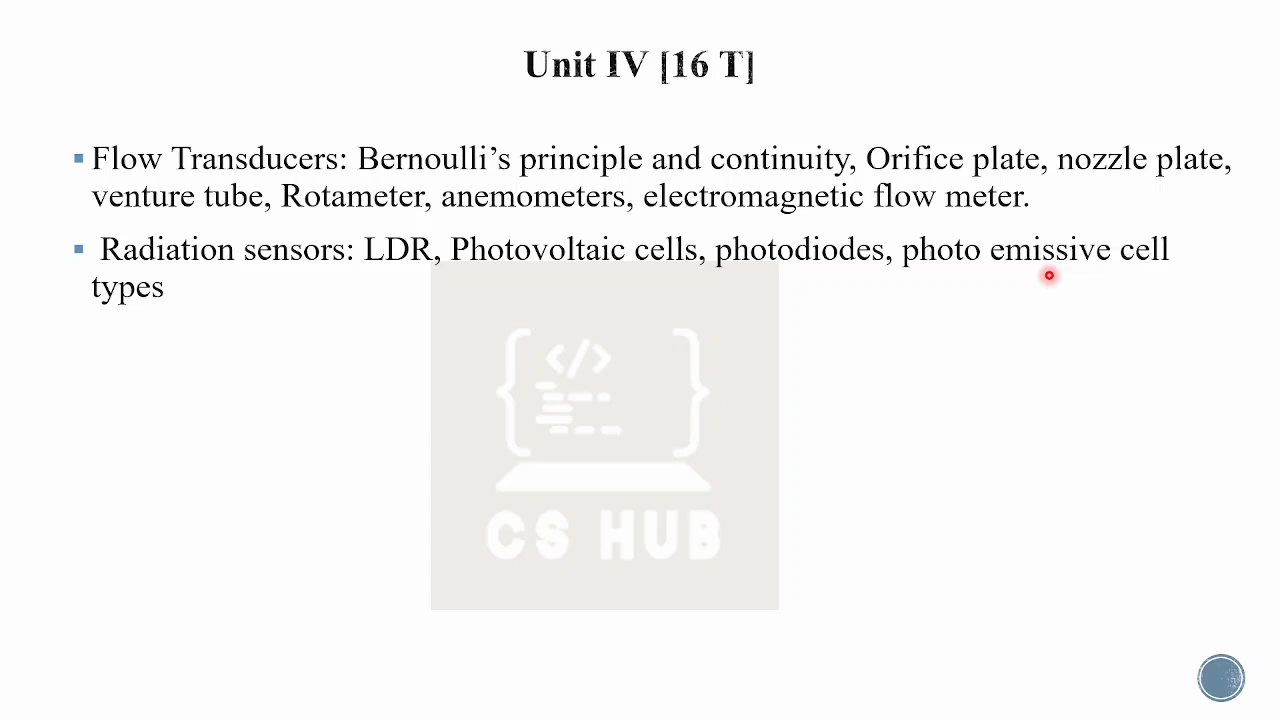 Unit IV [16 T]
Flow Transducers: Bernoulli's principle and continuity, Orifice plate, nozzle plate,
venture tube, Rotameter, anemometers, electromagnetic flow meter.
Radiation sensors: LDR, Photovoltaic cells, photodiodes, photo emissive cell
types
</>
CS HUB